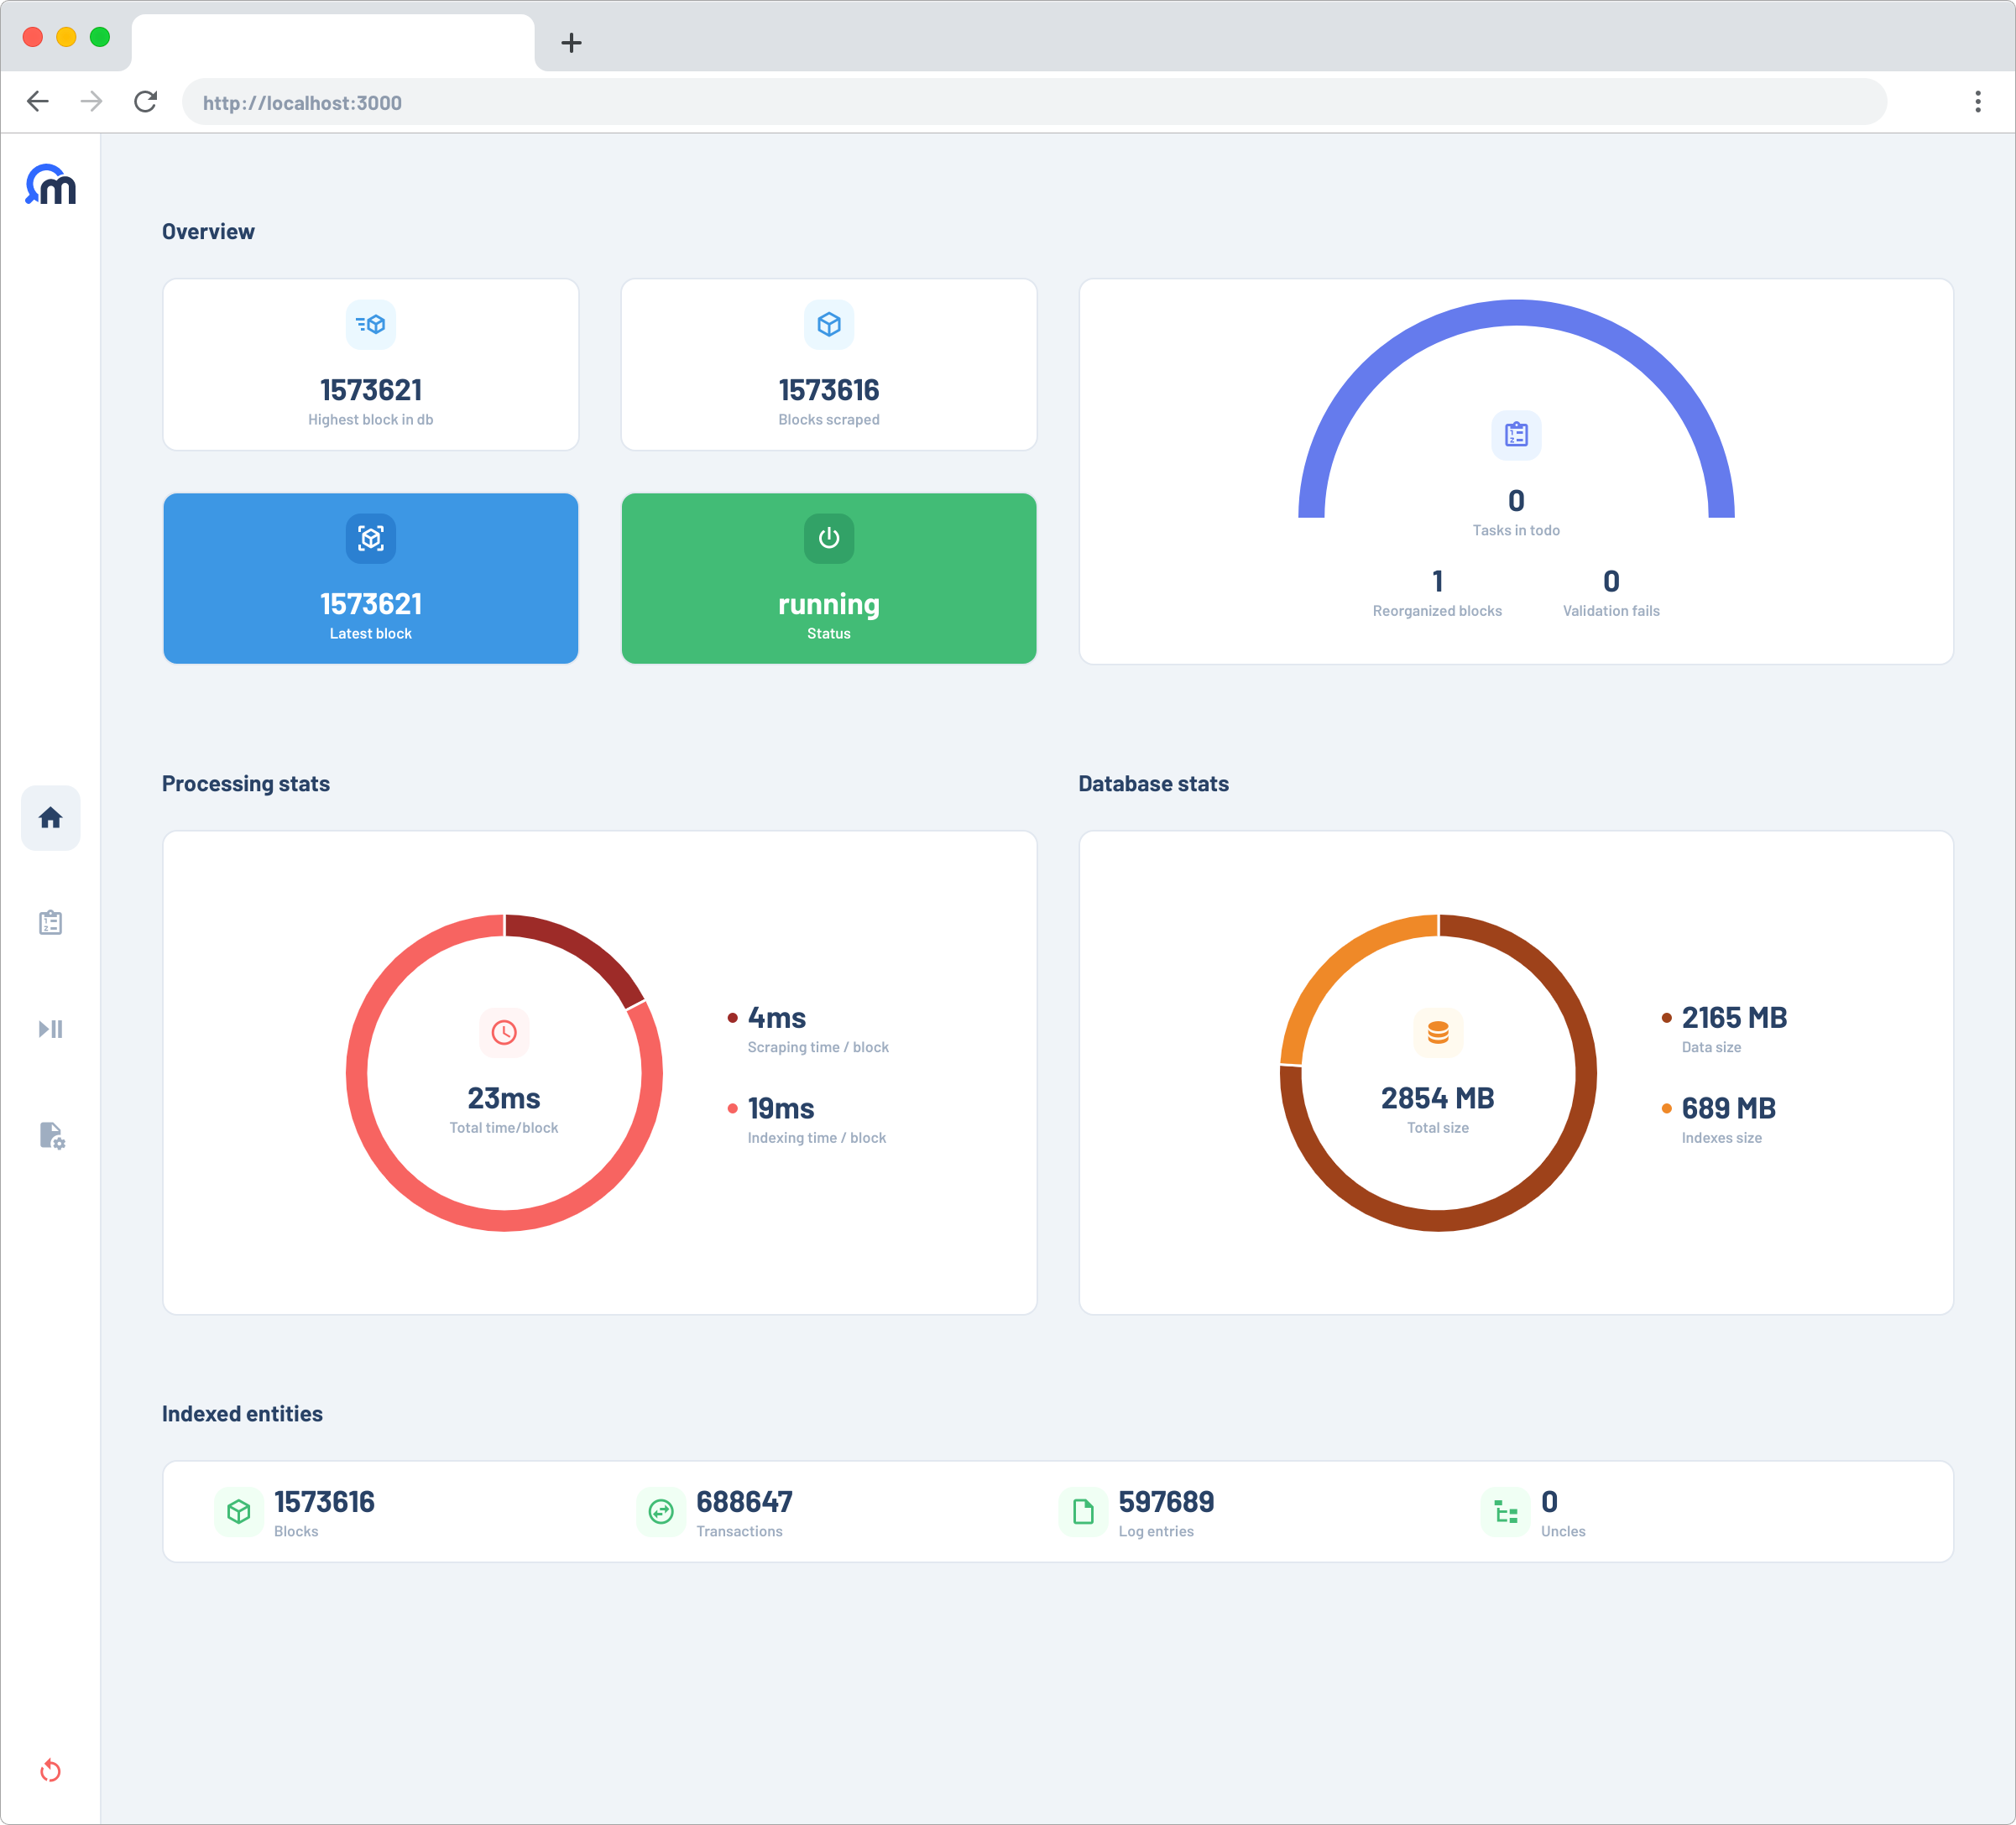 http://localhost:3000
m
Overview
1573621
Highest block in db
1573616
Blocks scraped
1573621
Latest block
running
Status
0
Tasks in todo
1
Reorganized blocks
0
Validation fails
Processing stats
23ms
Total time/block
4ms
Scraping time / block
19ms
Indexing time / block
Database stats
2854 MB
Total size
2165 MB
Data size
689 MB
Indexes size
Indexed entities
1573616
Blocks
688647
Transactions
597689
Log entries
0
Uncles